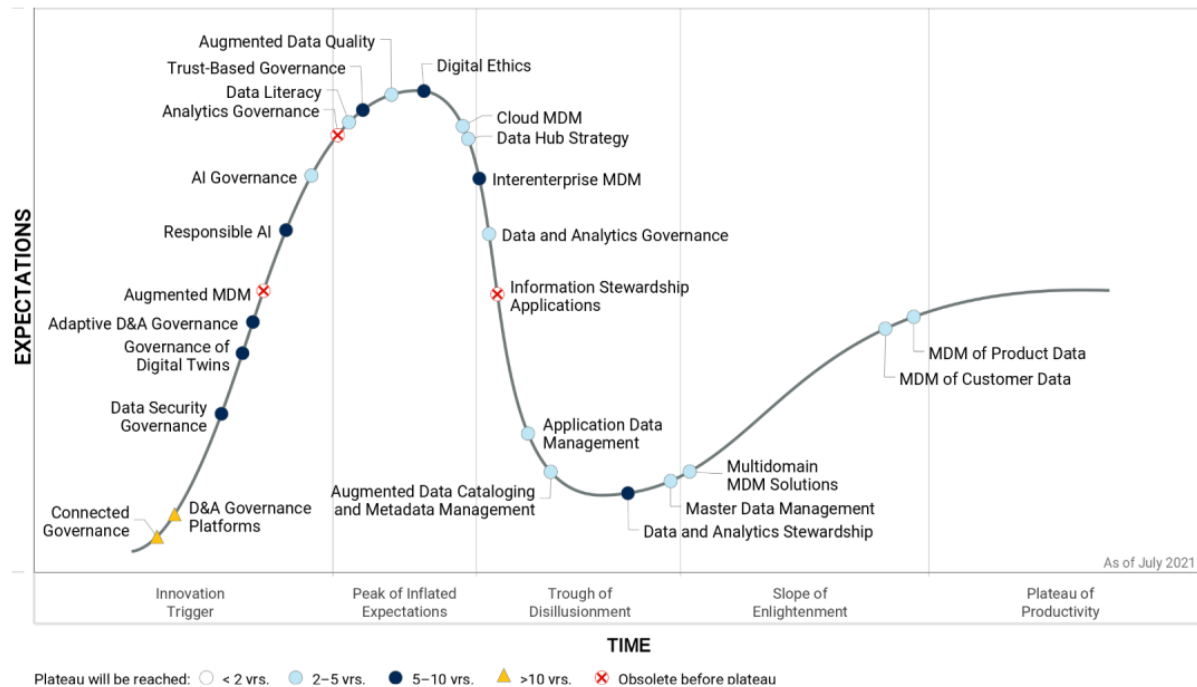 Augmented Data Quality
Trust-Based Governance
Digital Ethics
Data Literacy
Analytics Governance
Cloud MDM
Data Hub Strategy
AI Governance
Interenterprise MDM
Responsible AI
Data and Analytics Governance
Augmented MDM
Information Stewardship
Applications
Adaptive D&A Governance
Governance of
Digital Twins
MDM of Product Data
MDM of Customer Data
Data Security
Governance
Application Data
Management
Multidomain
MDM Solutions
Augmented Data Cataloging
and Metadata Management
Master Data Management
Data and Analytics Stewardship
D&A Governance
Platforms
Connected
Governance
EXPECTATIONS
As of July 2021
Innovation
Trigger
Peak of Inflated
Expectations
Trough of
Disillusionment
Slope of
Enlightenment
Plateau of
Productivity
TIME
Plateau will be reached: < 2 yrs. 2–5 yrs. 5–10 yrs. >10 yrs. Obsolete before plateau